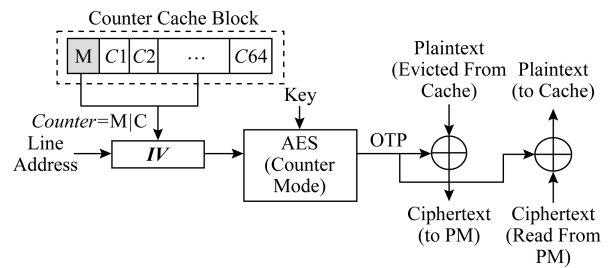 Counter Cache Block
M C1 C2 ... C64
Counter=M|C
Line
Address
IV
Key
AES
(Counter
Mode)
OTP
Plaintext
(Evicted From
Cache)
Plaintext
(to Cache)
Ciphertext
(to PM)
Ciphertext
(Read From
PM)